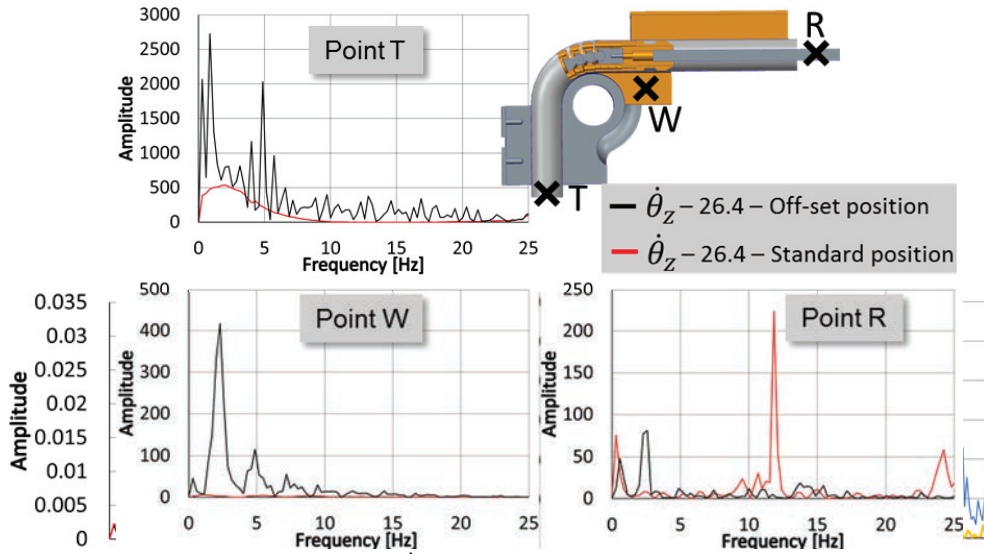 3000
2500
2000
1500
1000
500
0
Amplitude
Point T
0 5 10 15 20 25
Frequency [Hz]
R
W
T
θ̇_Z – 26.4 – Off-set position
θ̇_Z – 26.4 – Standard position
0.035
0.03
0.025
0.02
0.015
0.01
0.005
0
Amplitude
500
400
300
200
100
0
Amplitude
Point W
0 5 10 15 20 25
Frequency [Hz]
250
200
150
100
50
0
Amplitude
Point R
0 5 10 15 20 25
Frequency [Hz]